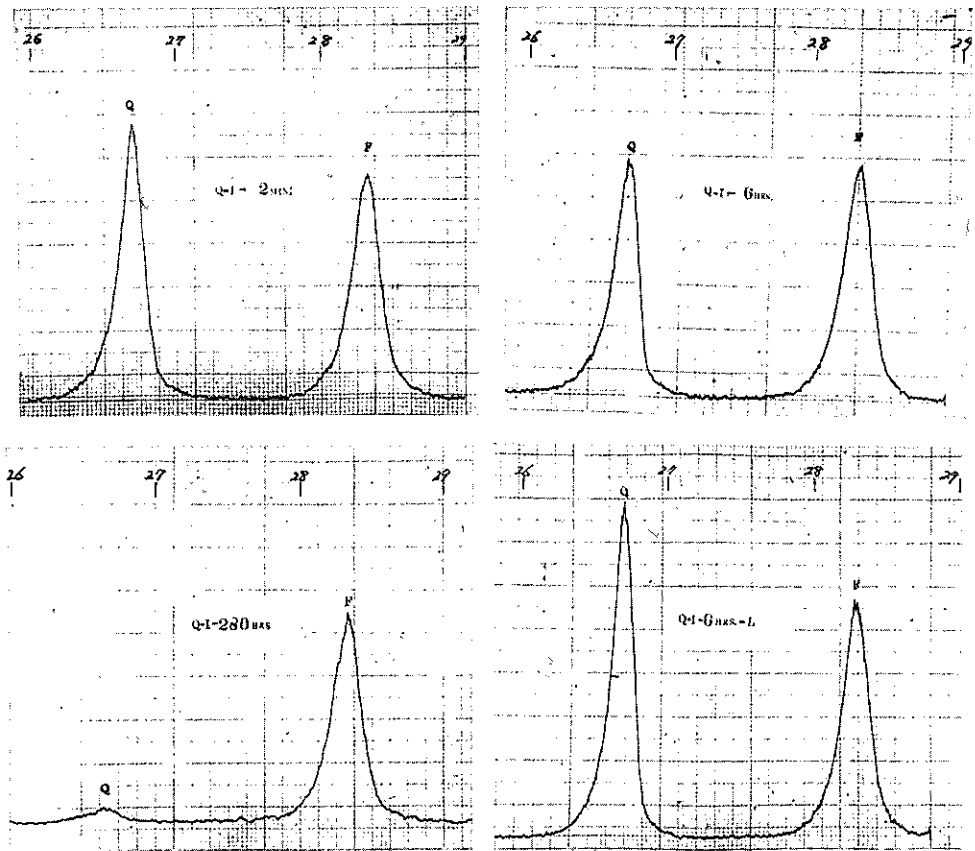 26 27 28 29
Q
F
Q-I- 2 HRS.
26 27 28 29
Q
F
Q-I- 6 HRS.
26 27 28 29
Q
F
Q-I-280 HRS
26 27 28 29
Q
F
Q-I-6 HRS.-L